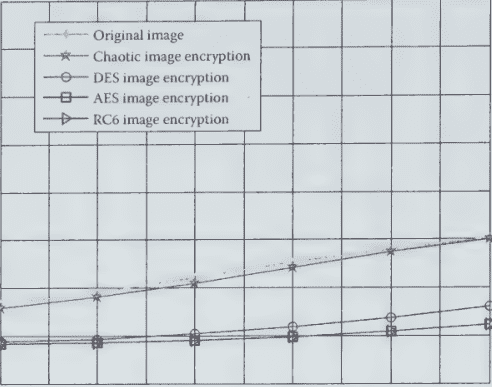 Original image
Chaotic image encryption
DES image encryption
AES image encryption
RC6 image encryption